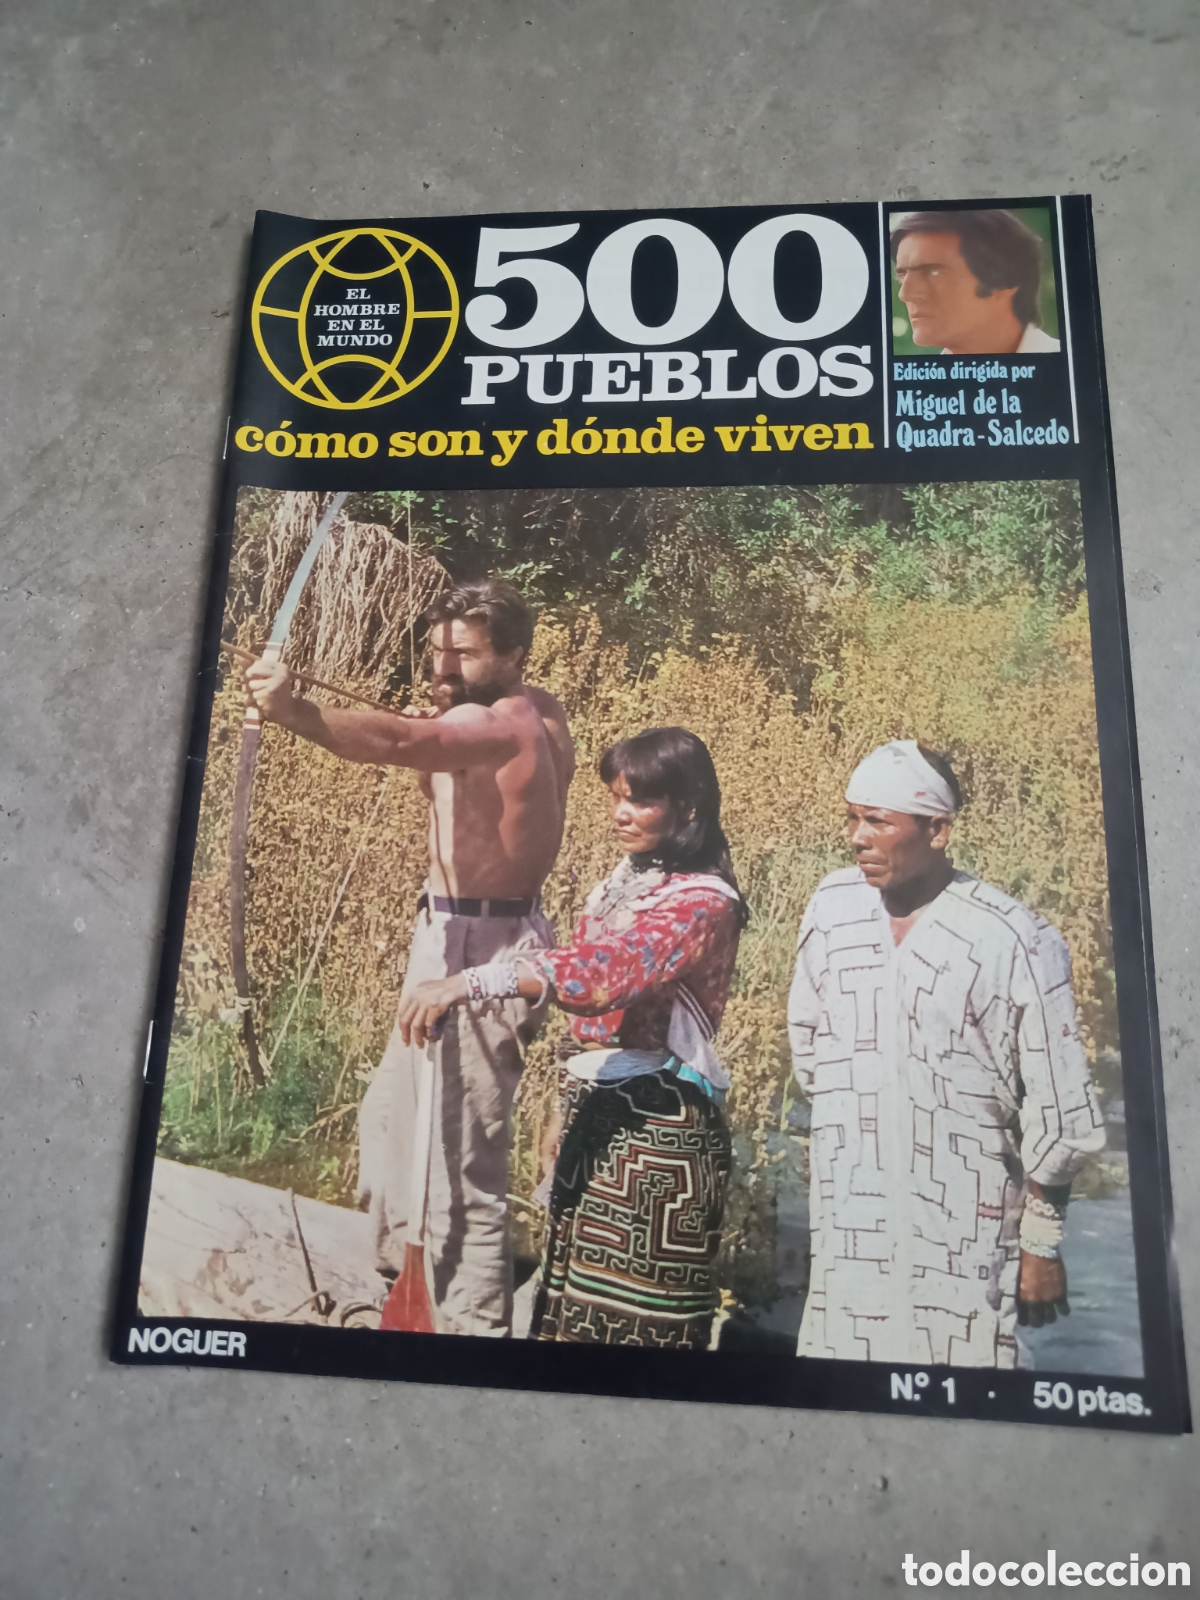 EL
HOMBRE
EN EL
MUNDO
500
PUEBLOS
cómo son y dónde viven
Edición dirigida por
Miguel de la
Quadra-Salcedo
NOGUER
N.º 1 · 50 ptas.
todocoleccion